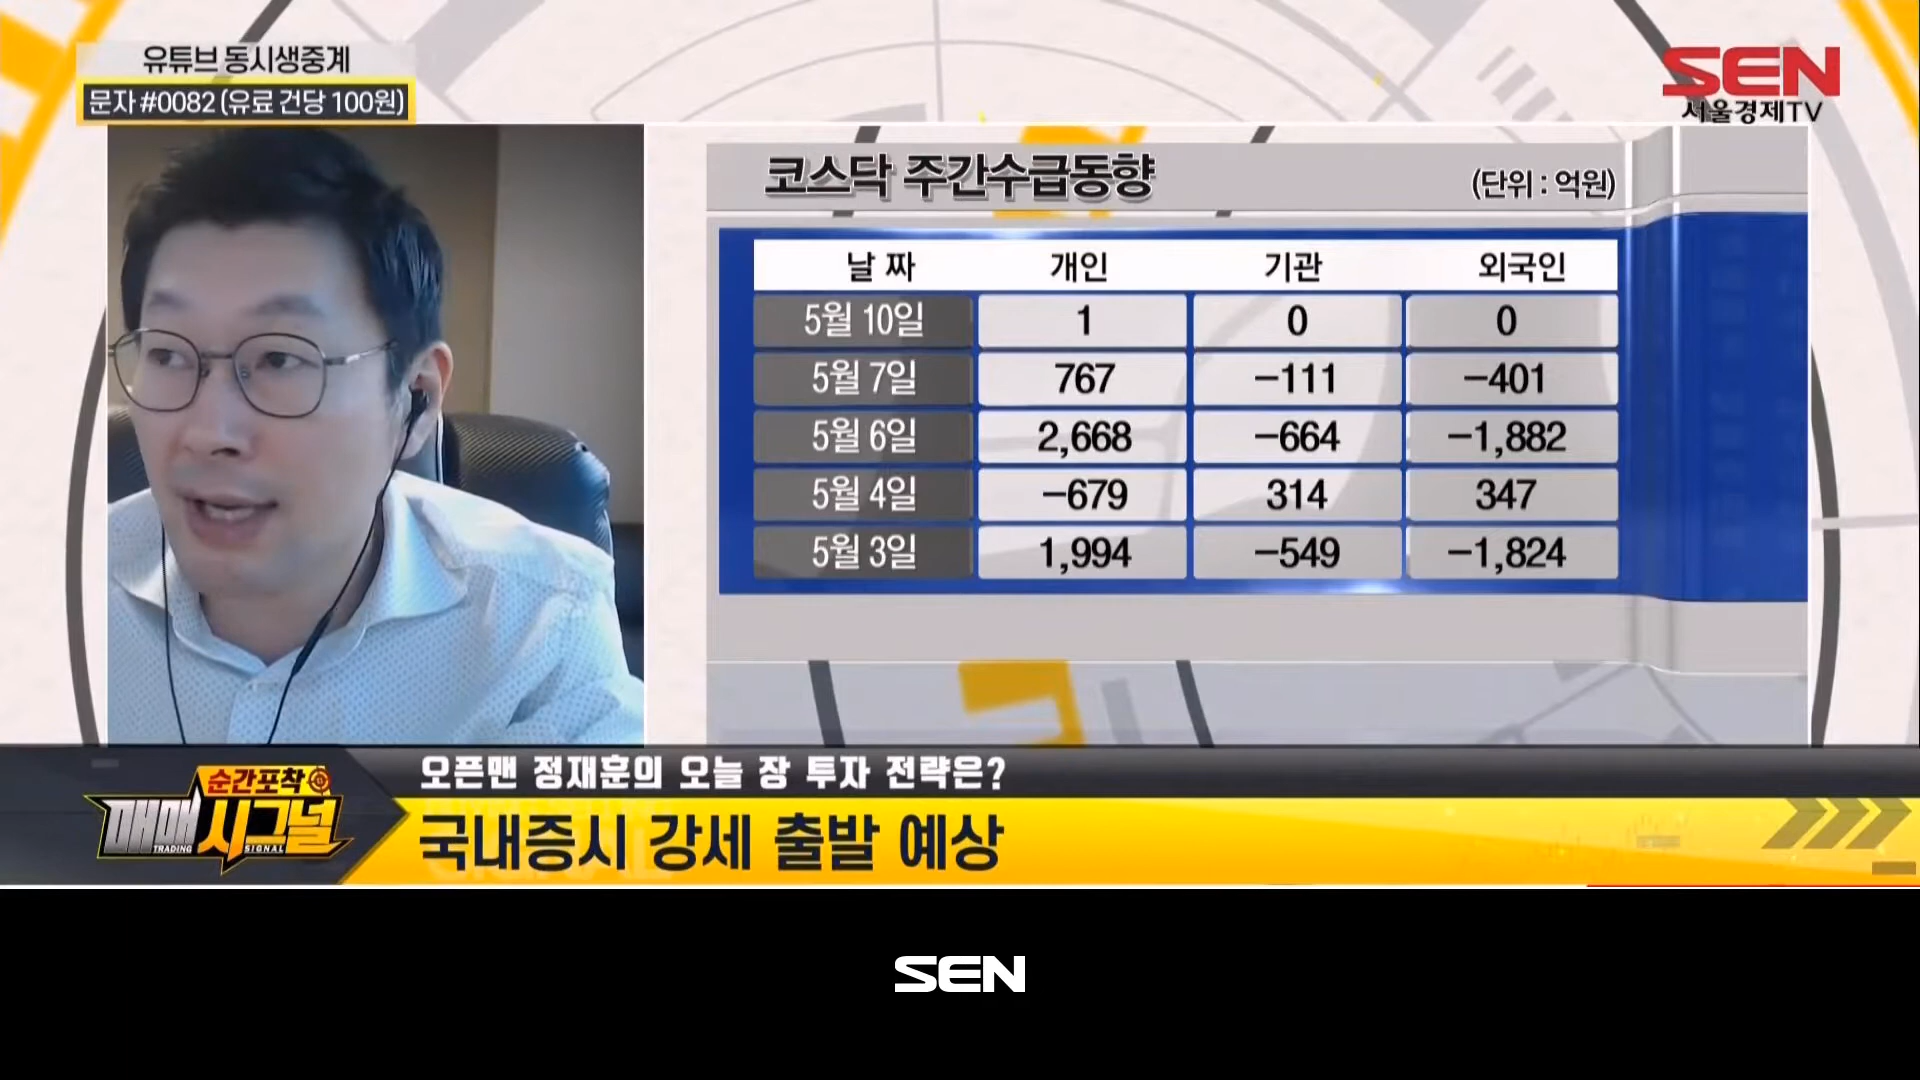 유튜브 동시생중계
문자 #0082 (유료 건당 100원)
SEN
서울경제TV
코스닥 주간수급동향
(단위 : 억원)
날 짜 개인 기관 외국인
5월 10일 1 0 0
5월 7일 767 -111 -401
5월 6일 2,668 -664 -1,882
5월 4일 -679 314 347
5월 3일 1,994 -549 -1,824
순간포착
매매 시그널
TRADING SIGNAL
오픈맨 정재훈의 오늘 장 투자 전략은?
국내증시 강세 출발 예상
SEN